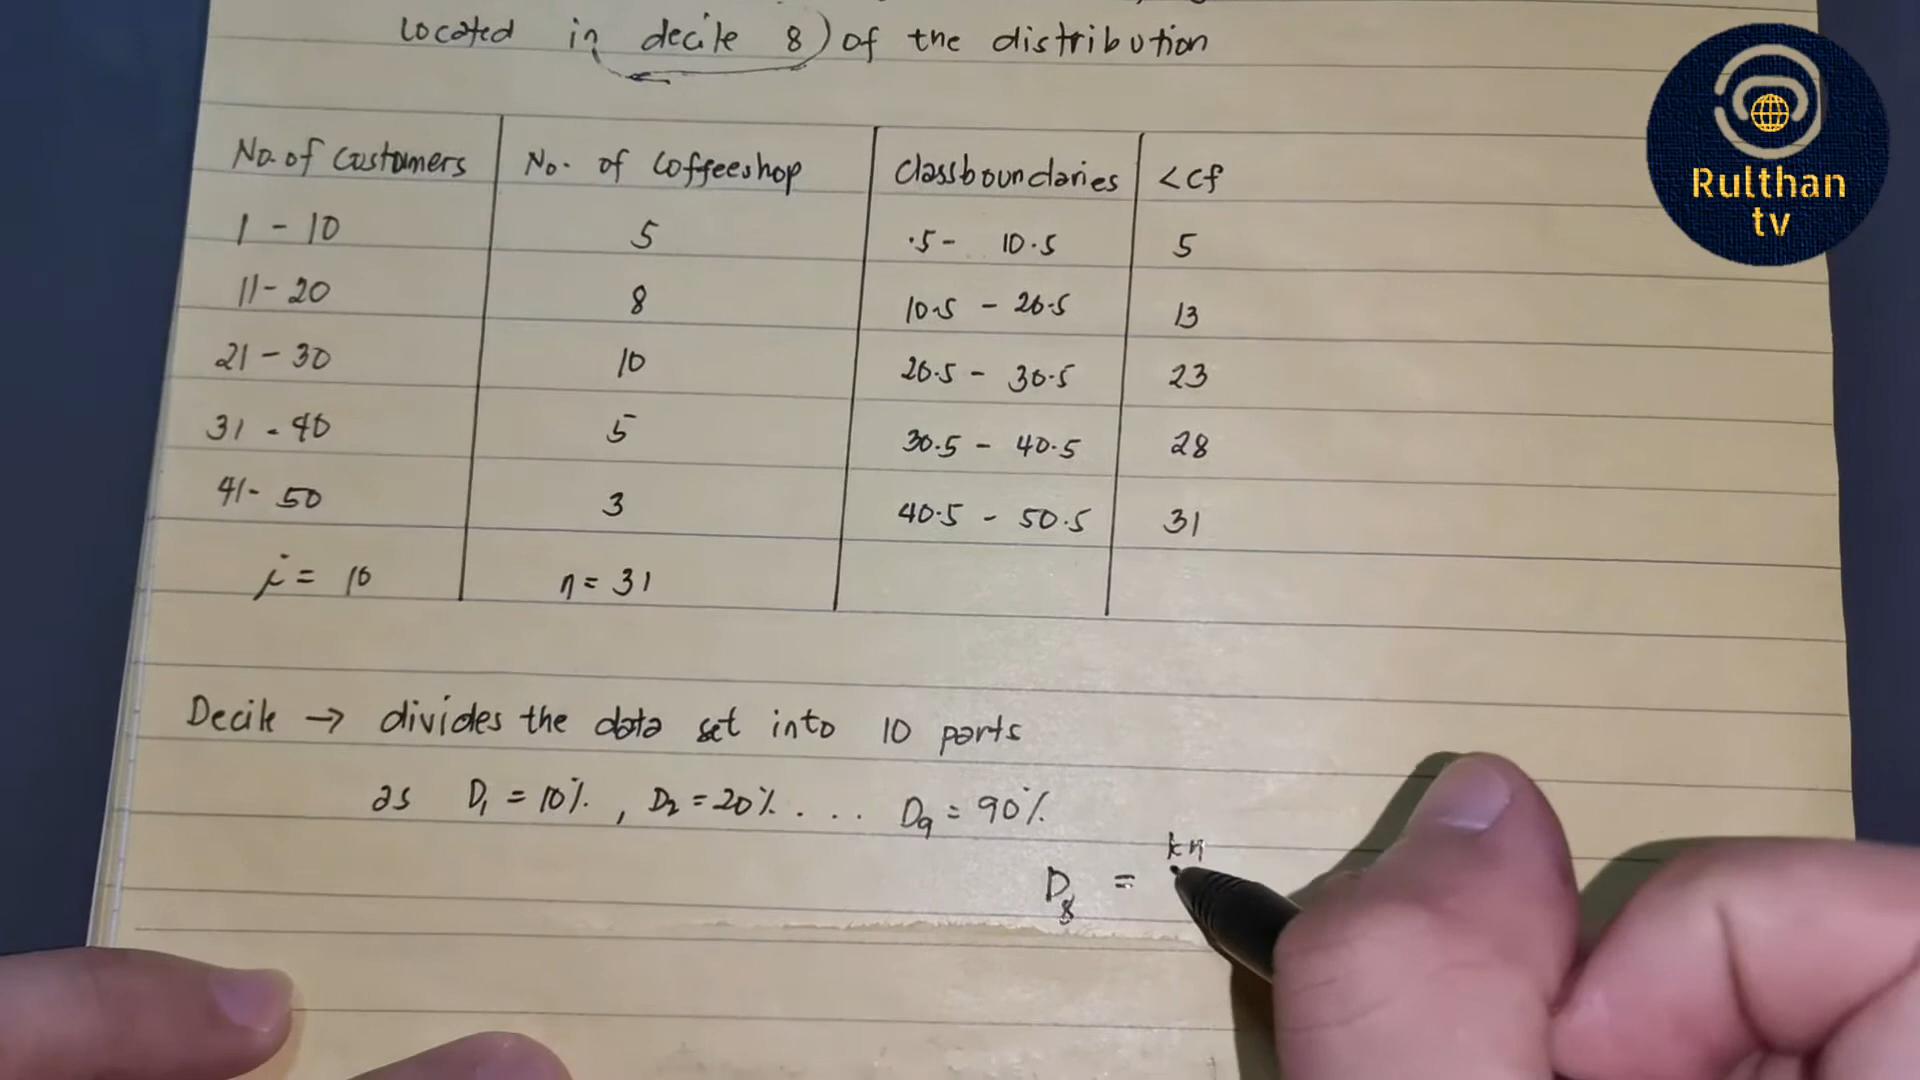 located in decile 8) of the distribution
No. of Customers No. of Coffeeshop Classboundaries <cf
1 - 10 5 .5 - 10.5 5
11 - 20 8 10.5 - 20.5 13
21 - 30 10 20.5 - 30.5 23
31 - 40 5 30.5 - 40.5 28
41 - 50 3 40.5 - 50.5 31
i = 10 n = 31
Decile → divides the data set into 10 parts
as D1 = 10%, D2 = 20% . . . . D9 = 90%
D8 = kn
Rulthan
tv